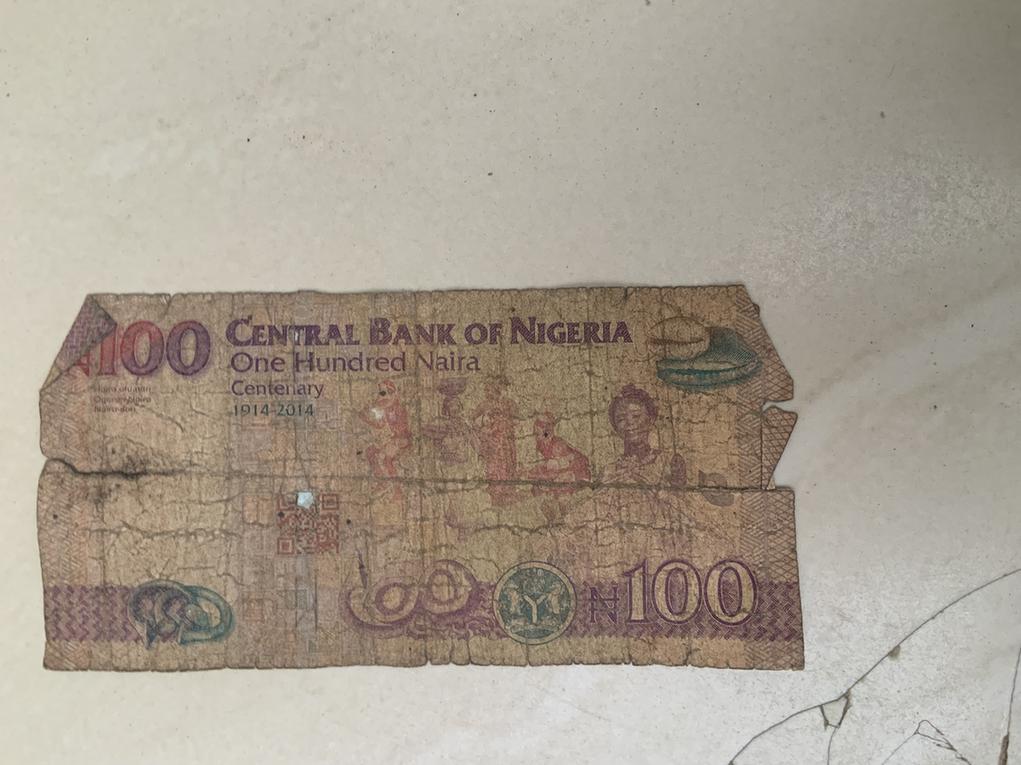 100
CENTRAL BANK OF NIGERIA
One Hundred Naira
Centenary
1914-2014
₦100